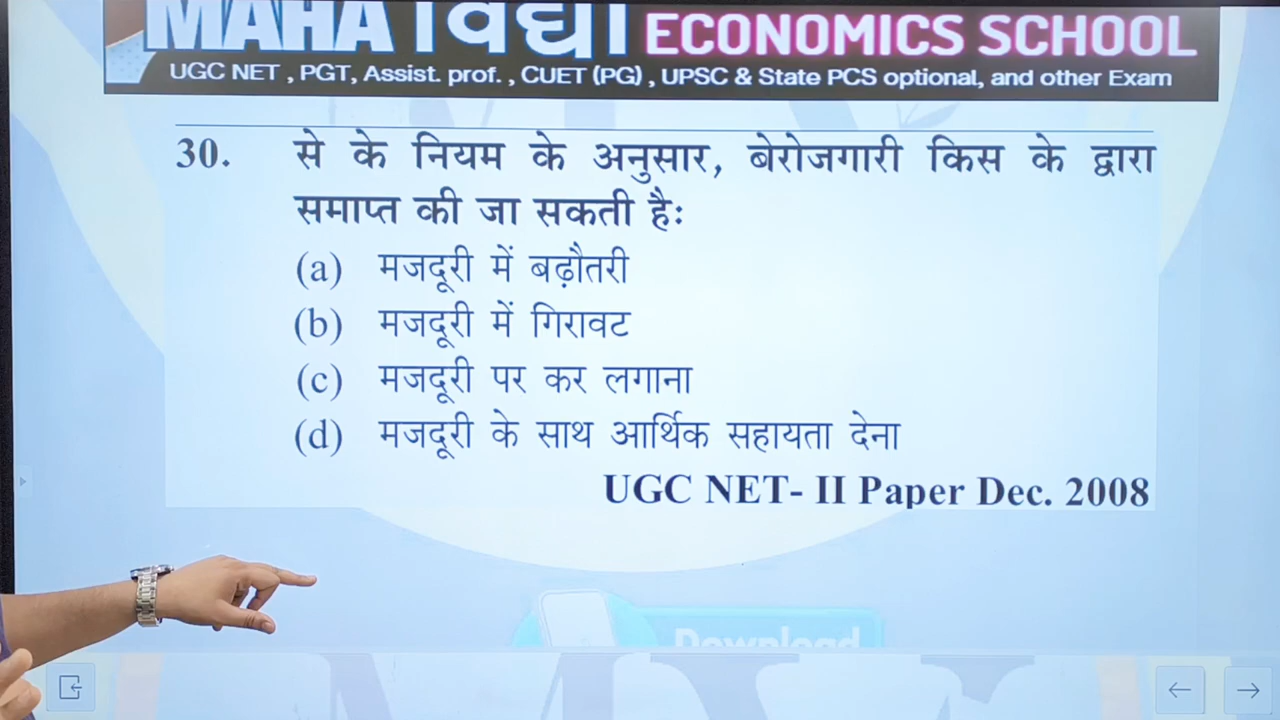 MAHA विद्या ECONOMICS SCHOOL
UGC NET , PGT, Assist. prof. , CUET (PG) , UPSC & State PCS optional, and other Exam
30. से के नियम के अनुसार, बेरोजगारी किस के द्वारा
समाप्त की जा सकती है:
(a) मजदूरी में बढ़ौतरी
(b) मजदूरी में गिरावट
(c) मजदूरी पर कर लगाना
(d) मजदूरी के साथ आर्थिक सहायता देना
UGC NET- II Paper Dec. 2008
Download